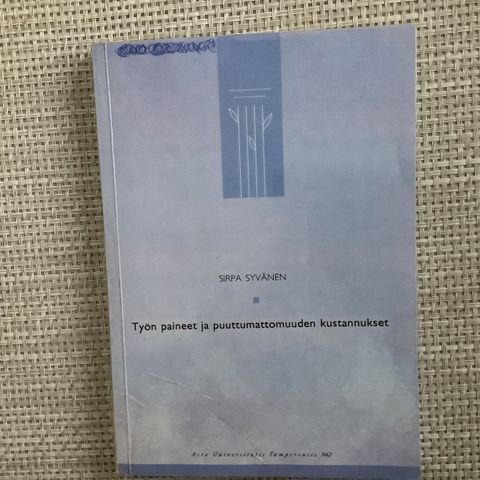 SIRPA SYVÄNEN
Työn paineet ja puuttumattomuuden kustannukset
Acta Universitatis Tamperensis 942